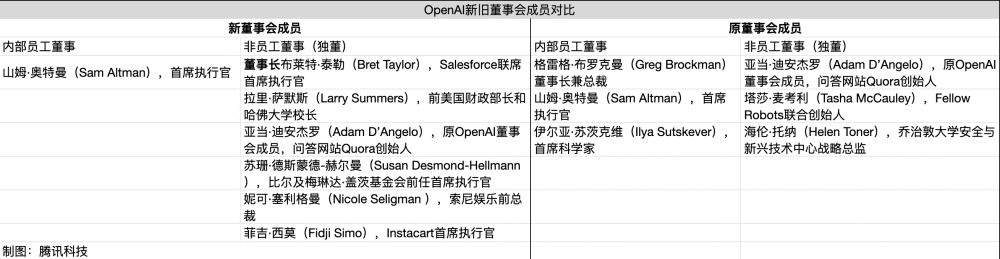 OpenAI新旧董事会成员对比
新董事会成员
原董事会成员
内部员工董事
非员工董事（独董）
内部员工董事
非员工董事（独董）
山姆·奥特曼（Sam Altman），首席执行官
董事长布莱特·泰勒（Bret Taylor），Salesforce联席
首席执行官
格雷格·布罗克曼（Greg Brockman）
董事长兼总裁
亚当·迪安杰罗（Adam D’Angelo），原OpenAI董
事会成员，问答网站Quora创始人
拉里·萨默斯（Larry Summers），前美国财政部长和
哈佛大学校长
山姆·奥特曼（Sam Altman），首席
执行官
塔莎·麦考利（Tasha McCauley），Fellow
Robots联合创始人
亚当·迪安杰罗（Adam D’Angelo），原OpenAI董事
会成员，问答网站Quora创始人
伊尔亚·苏茨克维（Ilya Sutskever），
首席科学家
海伦·托纳（Helen Toner），乔治敦大学安全与
新兴技术中心战略总监
苏珊·德斯蒙德-赫尔曼（Susan Desmond-Hellmann
），比尔及梅琳达·盖茨基金会前任首席执行官
妮可·塞利格曼（Nicole Seligman ），索尼娱乐前总
裁
菲吉·西莫（Fidji Simo），Instacart首席执行官
制图：腾讯科技